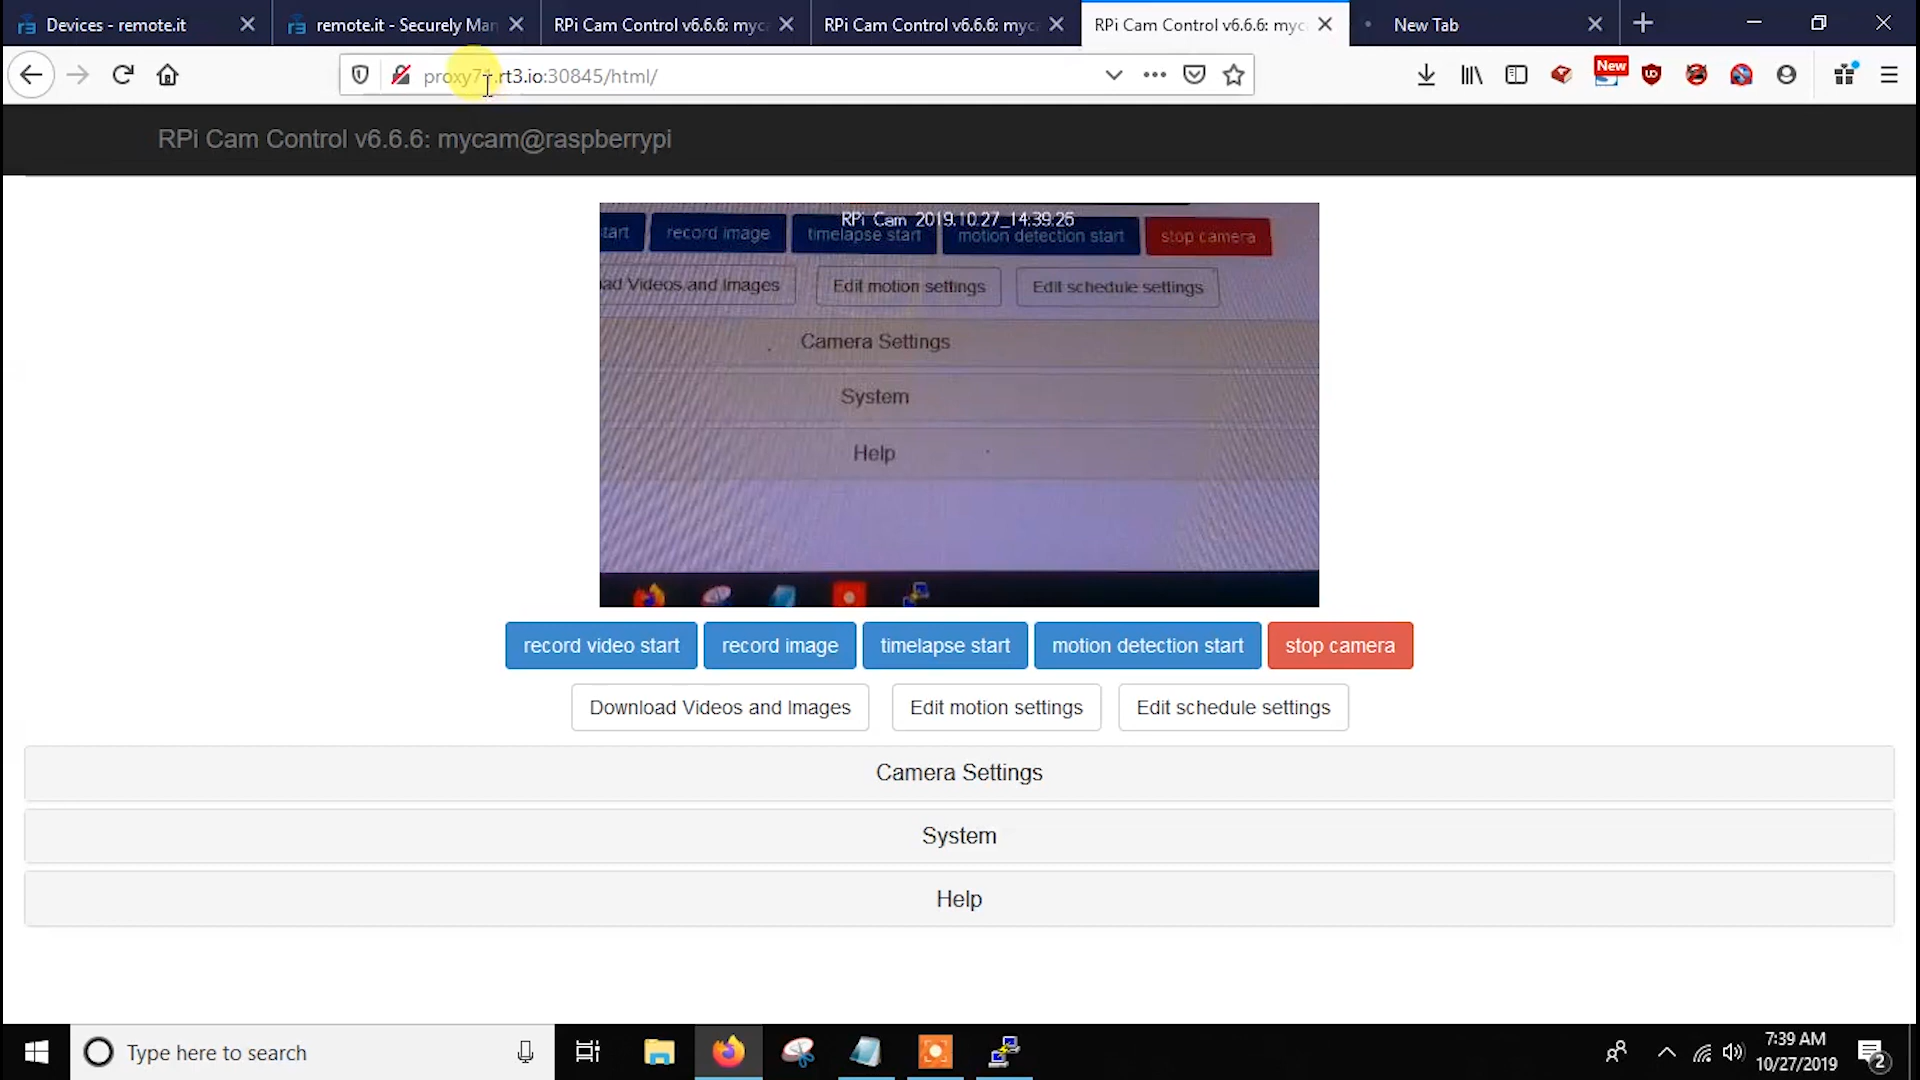 Devices - remote.it
remote.it - Securely Man
RPi Cam Control v6.6.6: myc
RPi Cam Control v6.6.6: myc
RPi Cam Control v6.6.6: myc
New Tab
.rt3.io:30845/html/
New
RPi Cam Control v6.6.6: mycam@raspberrypi
RPi Cam 2019.10.27_14:39:26
tart
record image
timelapse start
motion detection start
stop camera
ad Videos and Images
Edit motion settings
Edit schedule settings
Camera Settings
System
Help
record video start
record image
timelapse start
motion detection start
stop camera
Download Videos and Images
Edit motion settings
Edit schedule settings
Camera Settings
System
Help
Type here to search
7:39 AM
10/27/2019
2